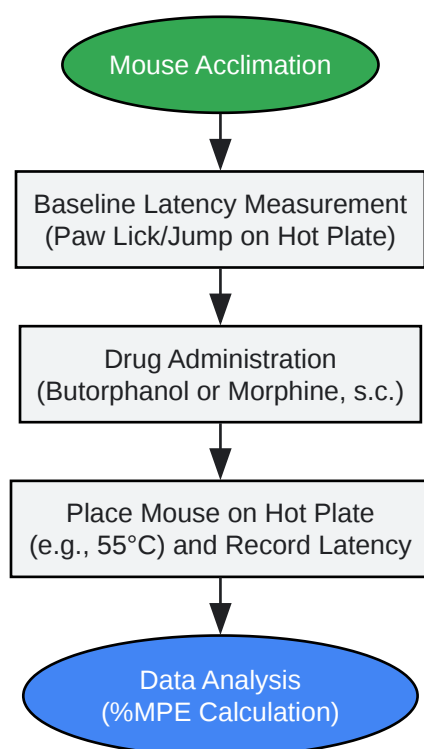 Mouse Acclimation
Baseline Latency Measurement
(Paw Lick/Jump on Hot Plate)
Drug Administration
(Butorphanol or Morphine, s.c.)
Place Mouse on Hot Plate
(e.g., 55°C) and Record Latency
Data Analysis
(%MPE Calculation)